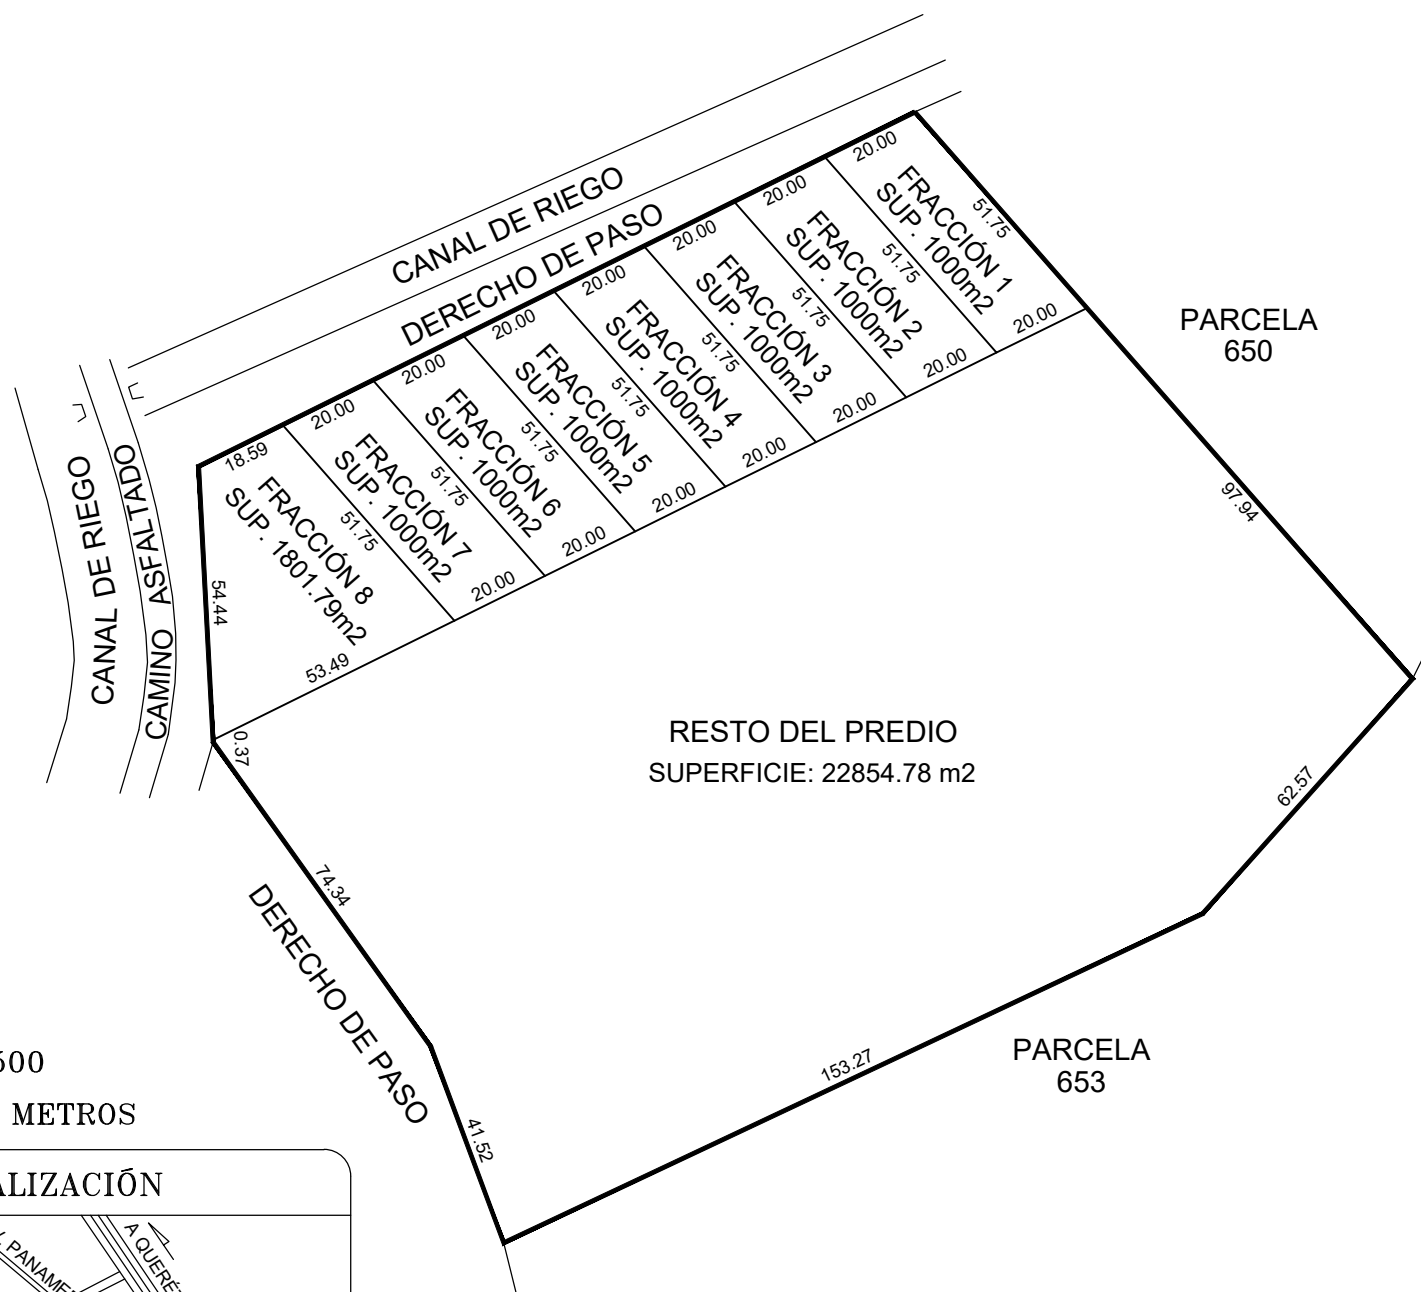 CANAL DE RIEGO
DERECHO DE PASO
20.00
20.00
20.00
20.00
20.00
20.00
20.00
18.59
FRACCIÓN 1
SUP. 1000m2
51.75
20.00
FRACCIÓN 2
SUP. 1000m2
51.75
20.00
FRACCIÓN 3
SUP. 1000m2
51.75
20.00
FRACCIÓN 4
SUP. 1000m2
51.75
20.00
FRACCIÓN 5
SUP. 1000m2
51.75
20.00
FRACCIÓN 6
SUP. 1000m2
51.75
20.00
FRACCIÓN 7
SUP. 1000m2
51.75
20.00
FRACCIÓN 8
SUP. 1801.79m2
51.75
53.49
54.44
0.37
CANAL DE RIEGO
CAMINO ASFALTADO
PARCELA
650
97.94
RESTO DEL PREDIO
SUPERFICIE: 22854.78 m2
62.57
74.34
DERECHO DE PASO
41.52
153.27
PARCELA
653
500
METROS
ALIZACIÓN
PANAME
A QUERÉ